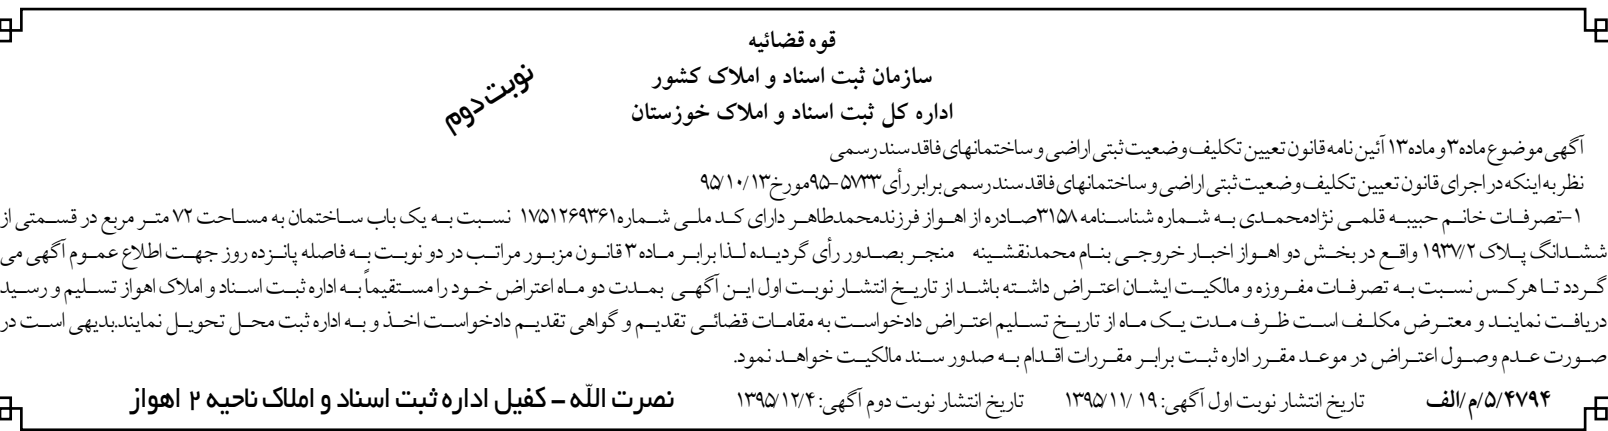 قوه قضائیه
سازمان ثبت اسناد و املاک کشور
اداره کل ثبت اسناد و املاک خوزستان
نوبت دوم
آگهی موضوع ماده۳ و ماده۱۳ آئین نامه قانون تعیین تکلیف وضعیت ثبتی اراضی و ساختمانهای فاقد سند رسمی
نظر به اینکه در اجرای قانون تعیین تکلیف وضعیت ثبتی اراضی و ساختمانهای فاقد سند رسمی برابر رأی ۵۷۳۳-۹۵مورخ۹۵/۱۰/۱۳
۱-تصرفات خانم حبیبه قلمی نژادمحمدی به شماره شناسنامه ۳۱۵۸صادره از اهواز فرزندمحمدطاهر دارای کد ملی شماره۱۷۵۱۲۶۹۳۶۱ نسبت به یک باب ساختمان به مساحت ۷۲ متر مربع در قسمتی از
ششدانگ پلاک ۱۹۳۷/۲ واقع در بخش دو اهواز اخبار خروجی بنام محمدنقشینه منجر بصدور رأی گردیده لذا برابر ماده ۳ قانون مزبور مراتب در دو نوبت به فاصله پانزده روز جهت اطلاع عموم آگهی می
گردد تا هرکس نسبت به تصرفات مفروزه و مالکیت ایشان اعتراض داشته باشد از تاریخ انتشار نوبت اول این آگهی بمدت دو ماه اعتراض خود را مستقیماً به اداره ثبت اسناد و املاک اهواز تسلیم و رسید
دریافت نمایند و معترض مکلف است ظرف مدت یک ماه از تاریخ تسلیم اعتراض دادخواست به مقامات قضائی تقدیم و گواهی تقدیم دادخواست اخذ و به اداره ثبت محل تحویل نمایند.بدیهی است در
صورت عدم وصول اعتراض در موعد مقرر اداره ثبت برابر مقررات اقدام به صدور سند مالکیت خواهد نمود.
۵/۴۷۹۴/م/الف تاریخ انتشار نوبت اول آگهی: ۱۹ /۱۳۹۵/۱۱ تاریخ انتشار نوبت دوم آگهی: ۱۳۹۵/۱۲/۴ نصرت الله – کفیل اداره ثبت اسناد و املاک ناحیه ۲ اهواز